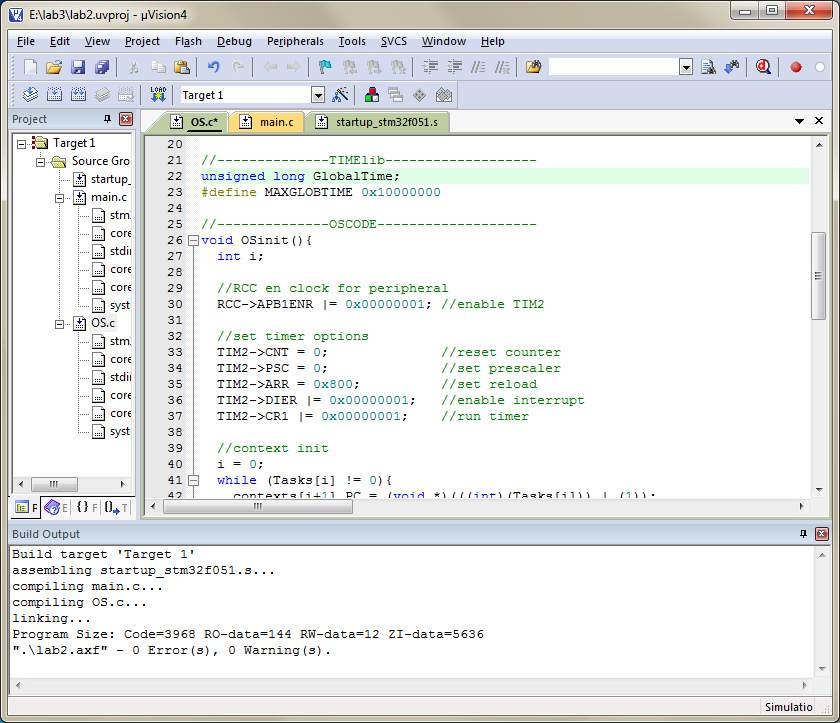 E:\lab3\lab2.uvproj - µVision4
File Edit View Project Flash Debug Peripherals Tools SVCS Window Help
LOAD Target 1
Project
OS.c* main.c startup_stm32f051.s
Target 1
Source Gro
startup_
main.c
stm
core
stdi
core
core
syst
OS.c
stm
core
stdi
core
core
syst
P E {} F 0 T
20
21 //--------------TIMElib-------------------
22 unsigned long GlobalTime;
23 #define MAXGLOBTIME 0x10000000
24
25 //--------------OSCODE--------------------
26 void OSinit(){
27 int i;
28
29 //RCC en clock for peripheral
30 RCC->APB1ENR |= 0x00000001; //enable TIM2
31
32 //set timer options
33 TIM2->CNT = 0; //reset counter
34 TIM2->PSC = 0; //set prescaler
35 TIM2->ARR = 0x800; //set reload
36 TIM2->DIER |= 0x00000001; //enable interrupt
37 TIM2->CR1 |= 0x00000001; //run timer
38
39 //context init
40 i = 0;
41 while (Tasks[i] != 0){
42 contexts[i+1].PC = (void *)(((int)(Tasks[i])) | (1));
Build Output
Build target 'Target 1'
assembling startup_stm32f051.s...
compiling main.c...
compiling OS.c...
linking...
Program Size: Code=3968 RO-data=144 RW-data=12 ZI-data=5636
".\lab2.axf" - 0 Error(s), 0 Warning(s).
Simulatio